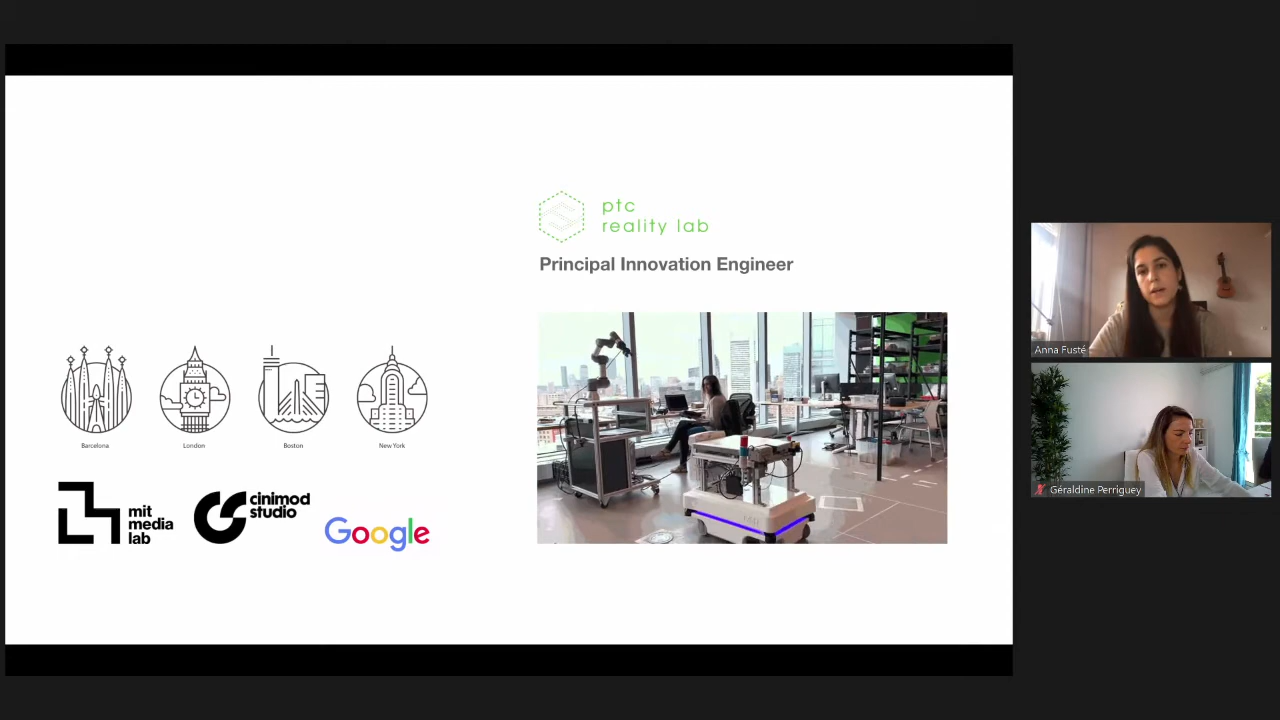 ptc
reality lab
Principal Innovation Engineer
Barcelona
London
Boston
New York
mit
media
lab
cinimod
studio
Google
Anna Fusté
Géraldine Perriguey